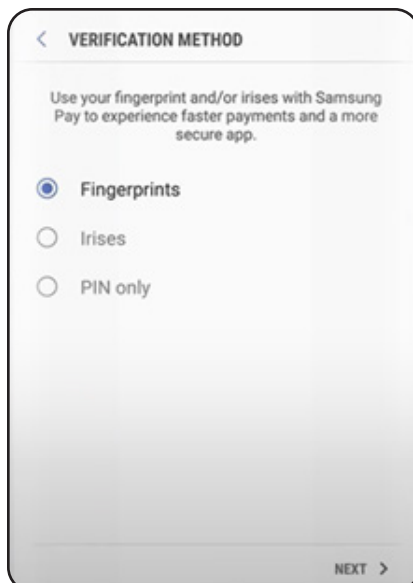 VERIFICATION METHOD
Use your fingerprint and/or irises with Samsung
Pay to experience faster payments and a more
secure app.
Fingerprints
Irises
PIN only
NEXT